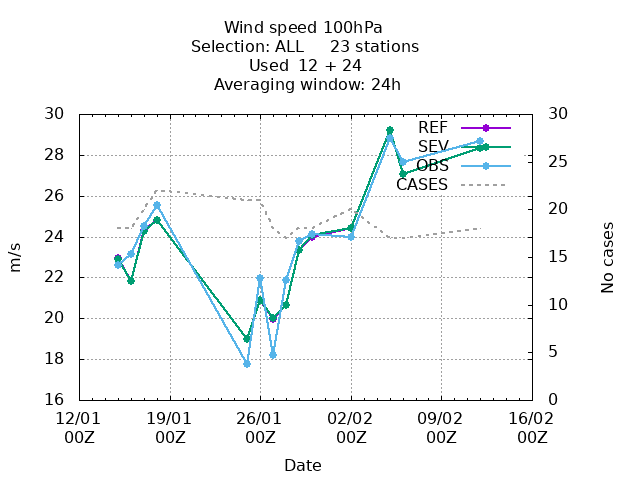 Wind speed 100hPa
Selection: ALL     23 stations
Used  12 + 24
Averaging window: 24h
30 30
REF
SEV
28 25
OBS
CASES
26 20
24
m/s
No cases
15
22
10
20
18 5
16 0
12/01 19/01 26/01 02/02 09/02 16/02
00Z 00Z 00Z 00Z 00Z 00Z
Date